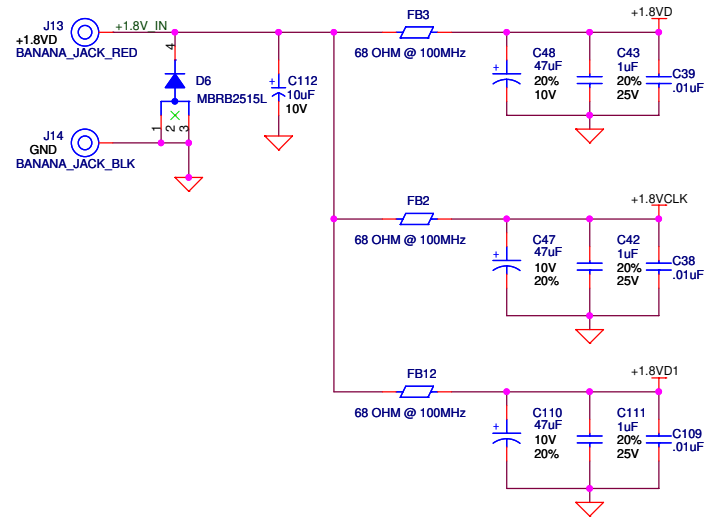 J13
+1.8VD
BANANA_JACK_RED
+1.8V_IN
4
D6
MBRB2515L
1
2
3
C112
10uF
10V
J14
GND
BANANA_JACK_BLK
FB3
68 OHM @ 100MHz
+1.8VD
C48
47uF
20%
10V
C43
1uF
20%
25V
C39
.01uF
FB2
68 OHM @ 100MHz
+1.8VCLK
C47
47uF
10V
20%
C42
1uF
20%
25V
C38
.01uF
FB12
68 OHM @ 100MHz
+1.8VD1
C110
47uF
10V
20%
C111
1uF
20%
25V
C109
.01uF